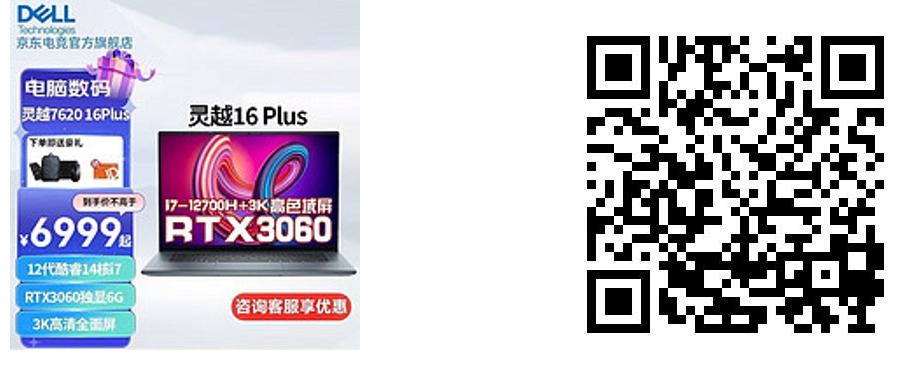 DELL
Technologies
京东电竞官方旗舰店
电脑数码
灵越7620 16Plus
下单即送豪礼
到手价不高于
¥6999起
12代酷睿14核i7
RTX3060独显6G
3K高清全面屏
灵越16 Plus
i7-12700H+3K高色域屏
RTX3060
咨询客服享优惠